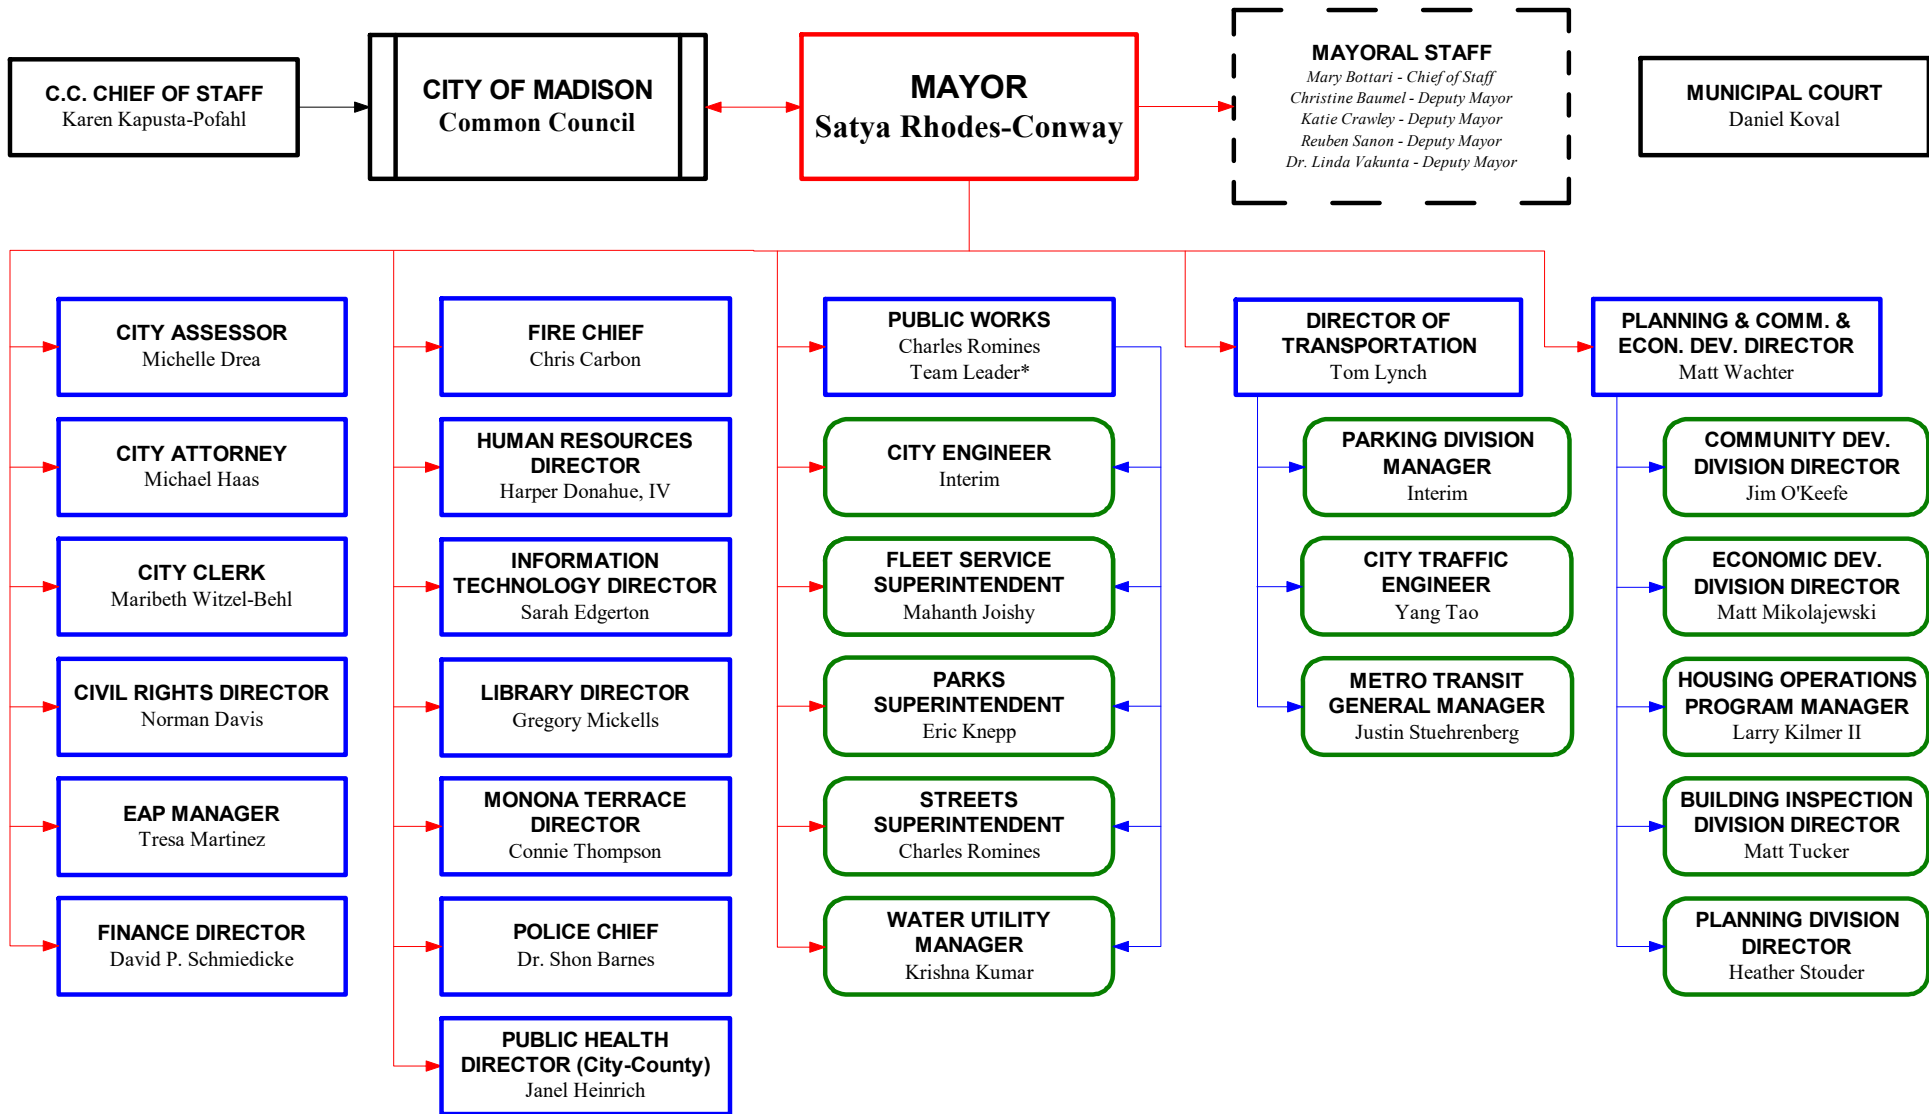 C.C. CHIEF OF STAFF
Karen Kapusta-Pofahl
CITY OF MADISON
Common Council
MAYOR
Satya Rhodes-Conway
MAYORAL STAFF
Mary Bottari - Chief of Staff
Christine Baumel - Deputy Mayor
Katie Crawley - Deputy Mayor
Reuben Sanon - Deputy Mayor
Dr. Linda Vakunta - Deputy Mayor
MUNICIPAL COURT
Daniel Koval
CITY ASSESSOR
Michelle Drea
CITY ATTORNEY
Michael Haas
CITY CLERK
Maribeth Witzel-Behl
CIVIL RIGHTS DIRECTOR
Norman Davis
EAP MANAGER
Tresa Martinez
FINANCE DIRECTOR
David P. Schmiedicke
FIRE CHIEF
Chris Carbon
HUMAN RESOURCES
DIRECTOR
Harper Donahue, IV
INFORMATION
TECHNOLOGY DIRECTOR
Sarah Edgerton
LIBRARY DIRECTOR
Gregory Mickells
MONONA TERRACE
DIRECTOR
Connie Thompson
POLICE CHIEF
Dr. Shon Barnes
PUBLIC HEALTH
DIRECTOR (City-County)
Janel Heinrich
PUBLIC WORKS
Charles Romines
Team Leader*
CITY ENGINEER
Interim
FLEET SERVICE
SUPERINTENDENT
Mahanth Joishy
PARKS
SUPERINTENDENT
Eric Knepp
STREETS
SUPERINTENDENT
Charles Romines
WATER UTILITY
MANAGER
Krishna Kumar
DIRECTOR OF
TRANSPORTATION
Tom Lynch
PARKING DIVISION
MANAGER
Interim
CITY TRAFFIC
ENGINEER
Yang Tao
METRO TRANSIT
GENERAL MANAGER
Justin Stuehrenberg
PLANNING & COMM. &
ECON. DEV. DIRECTOR
Matt Wachter
COMMUNITY DEV.
DIVISION DIRECTOR
Jim O'Keefe
ECONOMIC DEV.
DIVISION DIRECTOR
Matt Mikolajewski
HOUSING OPERATIONS
PROGRAM MANAGER
Larry Kilmer II
BUILDING INSPECTION
DIVISION DIRECTOR
Matt Tucker
PLANNING DIVISION
DIRECTOR
Heather Stouder